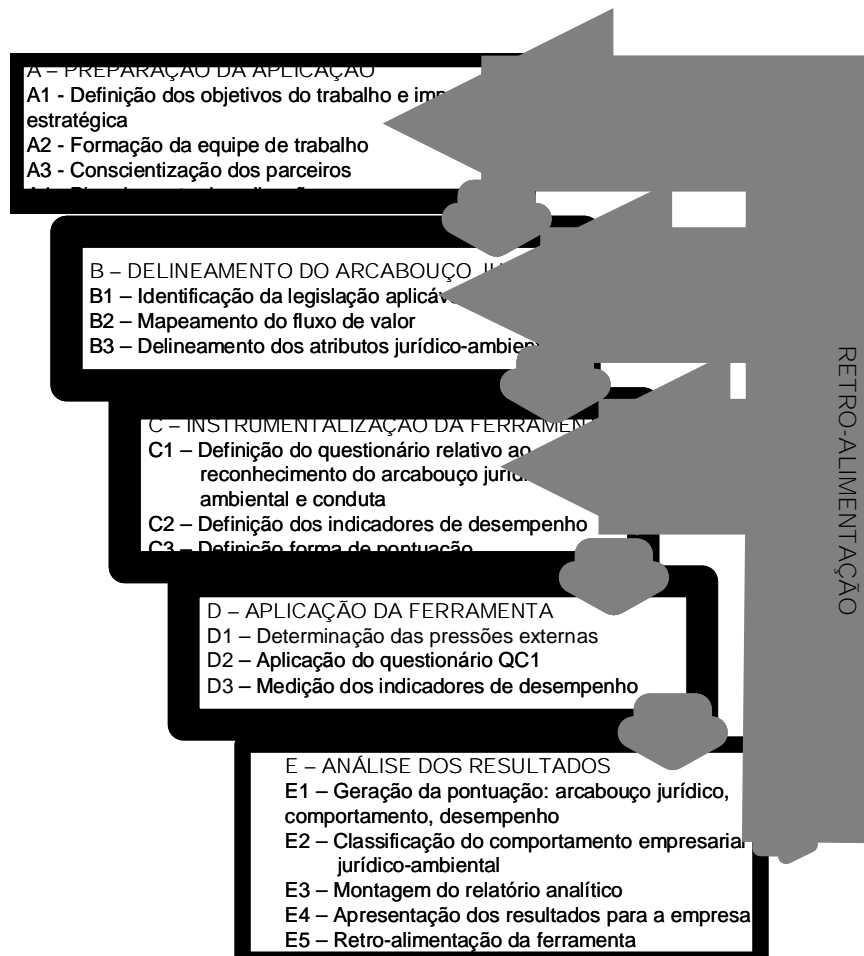 A – PREPARAÇÃO DA APLICAÇÃO
A1 - Definição dos objetivos do trabalho e
estratégica
A2 - Formação da equipe de trabalho
A3 - Conscientização dos parceiros
B – DELINEAMENTO DO ARCABOUÇO
B1 – Identificação da legislação
B2 – Mapeamento do fluxo de valor
B3 – Delineamento dos atributos
C – INSTRUMENTALIZAÇÃO DA
C1 – Definição do questionário relativo ao
reconhecimento do arcabouço
ambiental e conduta
C2 – Definição dos indicadores de desempenho
C3 – Definição forma de pontuação
D – APLICAÇÃO DA FERRAMENTA
D1 – Determinação das pressões externas
D2 – Aplicação do questionário QC1
D3 – Medição dos indicadores de desempenho
E – ANÁLISE DOS RESULTADOS
E1 – Geração da pontuação: arcabouço jurídico,
comportamento, desempenho
E2 – Classificação do comportamento empresarial
jurídico-ambiental
E3 – Montagem do relatório analítico
E4 – Apresentação dos resultados para a empresa
E5 – Retro-alimentação da ferramenta
RETRO-ALIMENTAÇÃO